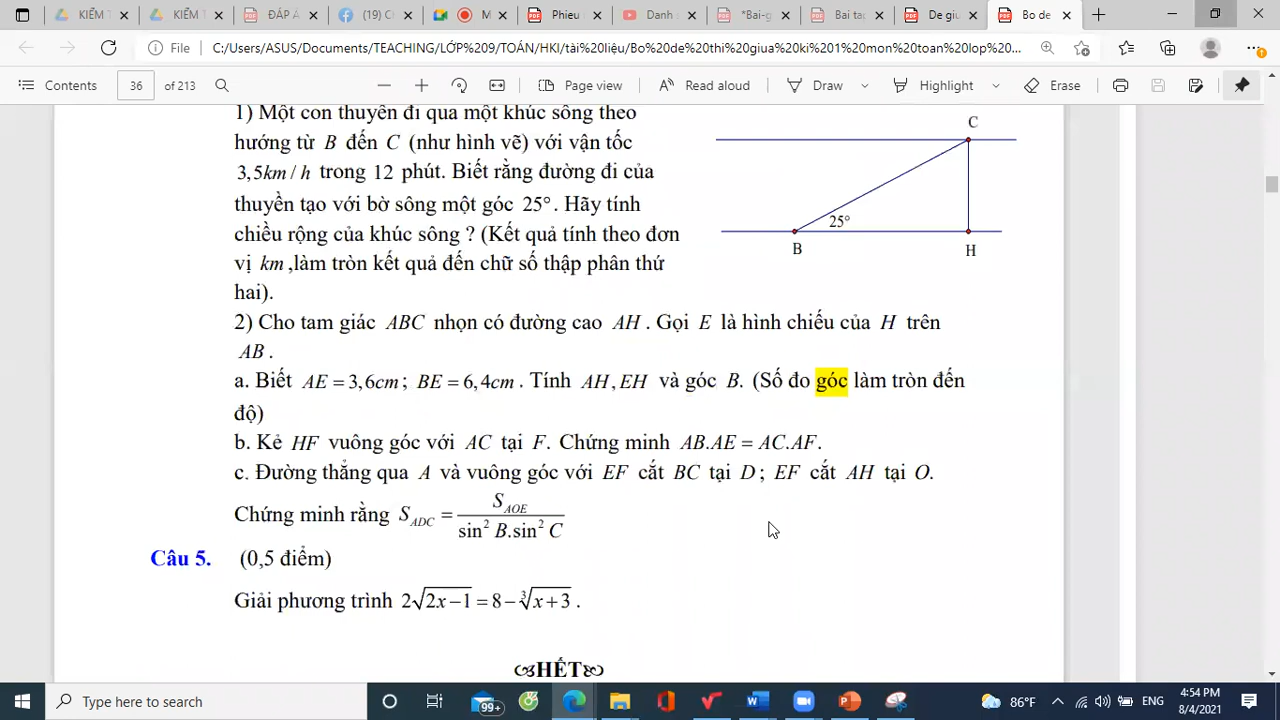 KIỂM T
KIỂM T
ĐÁP Á
(19) C
M
Phieu
Danh s
*Bai-g
Bai ta
De giu
Bo de
File
C:/Users/ASUS/Documents/TEACHING/LỚP%209/TOÁN/HKI/tài%20liệu/Bo%20de%20thi%20giua%20ki%201%20mon%20toan%20lop%20...
Contents
36
of 213
Page view
Read aloud
Draw
Highlight
Erase
1) Một con thuyền đi qua một khúc sông theo
hướng từ B đến C (như hình vẽ) với vận tốc
3,5km / h trong 12 phút. Biết rằng đường đi của
thuyền tạo với bờ sông một góc 25°. Hãy tính
chiều rộng của khúc sông ? (Kết quả tính theo đơn
vị km ,làm tròn kết quả đến chữ số thập phân thứ
hai).
C
25°
B
H
2) Cho tam giác ABC nhọn có đường cao AH . Gọi E là hình chiếu của H trên
AB .
a. Biết AE = 3,6cm ; BE = 6,4cm . Tính AH , EH và góc B. (Số đo góc làm tròn đến
độ)
b. Kẻ HF vuông góc với AC tại F. Chứng minh AB.AE = AC.AF.
c. Đường thẳng qua A và vuông góc với EF cắt BC tại D ; EF cắt AH tại O.
Chứng minh rằng S_ADC = S_AOE / sin² B.sin² C
Câu 5. (0,5 điểm)
Giải phương trình 2√(2x−1) = 8 − ∛(x+3) .
HẾT
Type here to search
99+
86°F
ENG
4:54 PM
8/4/2021